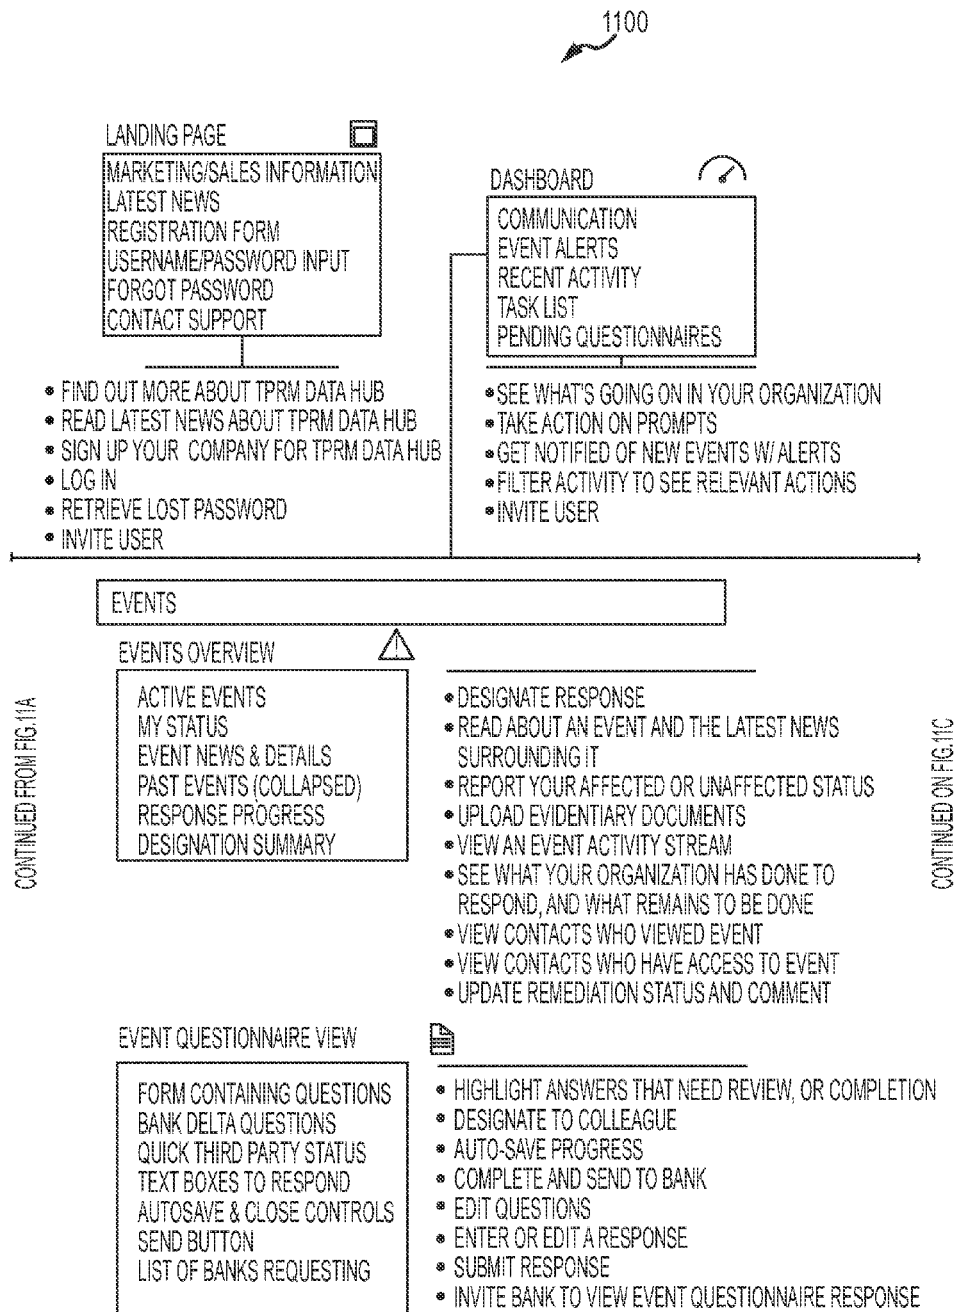 1100
LANDING PAGE
MARKETING/SALES INFORMATION
LATEST NEWS
REGISTRATION FORM
USERNAME/PASSWORD INPUT
FORGOT PASSWORD
CONTACT SUPPORT
• FIND OUT MORE ABOUT TPRM DATA HUB
• READ LATEST NEWS ABOUT TPRM DATA HUB
• SIGN UP YOUR COMPANY FOR TPRM DATA HUB
• LOG IN
• RETRIEVE LOST PASSWORD
• INVITE USER
DASHBOARD
COMMUNICATION
EVENT ALERTS
RECENT ACTIVITY
TASK LIST
PENDING QUESTIONNAIRES
• SEE WHAT'S GOING ON IN YOUR ORGANIZATION
• TAKE ACTION ON PROMPTS
• GET NOTIFIED OF NEW EVENTS W/ ALERTS
• FILTER ACTIVITY TO SEE RELEVANT ACTIONS
• INVITE USER
CONTINUED FROM FIG.11A
EVENTS
EVENTS OVERVIEW
ACTIVE EVENTS
MY STATUS
EVENT NEWS & DETAILS
PAST EVENTS (COLLAPSED)
RESPONSE PROGRESS
DESIGNATION SUMMARY
• DESIGNATE RESPONSE
• READ ABOUT AN EVENT AND THE LATEST NEWS
SURROUNDING IT
• REPORT YOUR AFFECTED OR UNAFFECTED STATUS
• UPLOAD EVIDENTIARY DOCUMENTS
• VIEW AN EVENT ACTIVITY STREAM
• SEE WHAT YOUR ORGANIZATION HAS DONE TO
RESPOND, AND WHAT REMAINS TO BE DONE
• VIEW CONTACTS WHO VIEWED EVENT
• VIEW CONTACTS WHO HAVE ACCESS TO EVENT
• UPDATE REMEDIATION STATUS AND COMMENT
CONTINUED ON FIG.11C
EVENT QUESTIONNAIRE VIEW
FORM CONTAINING QUESTIONS
BANK DELTA QUESTIONS
QUICK THIRD PARTY STATUS
TEXT BOXES TO RESPOND
AUTOSAVE & CLOSE CONTROLS
SEND BUTTON
LIST OF BANKS REQUESTING
• HIGHLIGHT ANSWERS THAT NEED REVIEW, OR COMPLETION
• DESIGNATE TO COLLEAGUE
• AUTO-SAVE PROGRESS
• COMPLETE AND SEND TO BANK
• EDIT QUESTIONS
• ENTER OR EDIT A RESPONSE
• SUBMIT RESPONSE
• INVITE BANK TO VIEW EVENT QUESTIONNAIRE RESPONSE